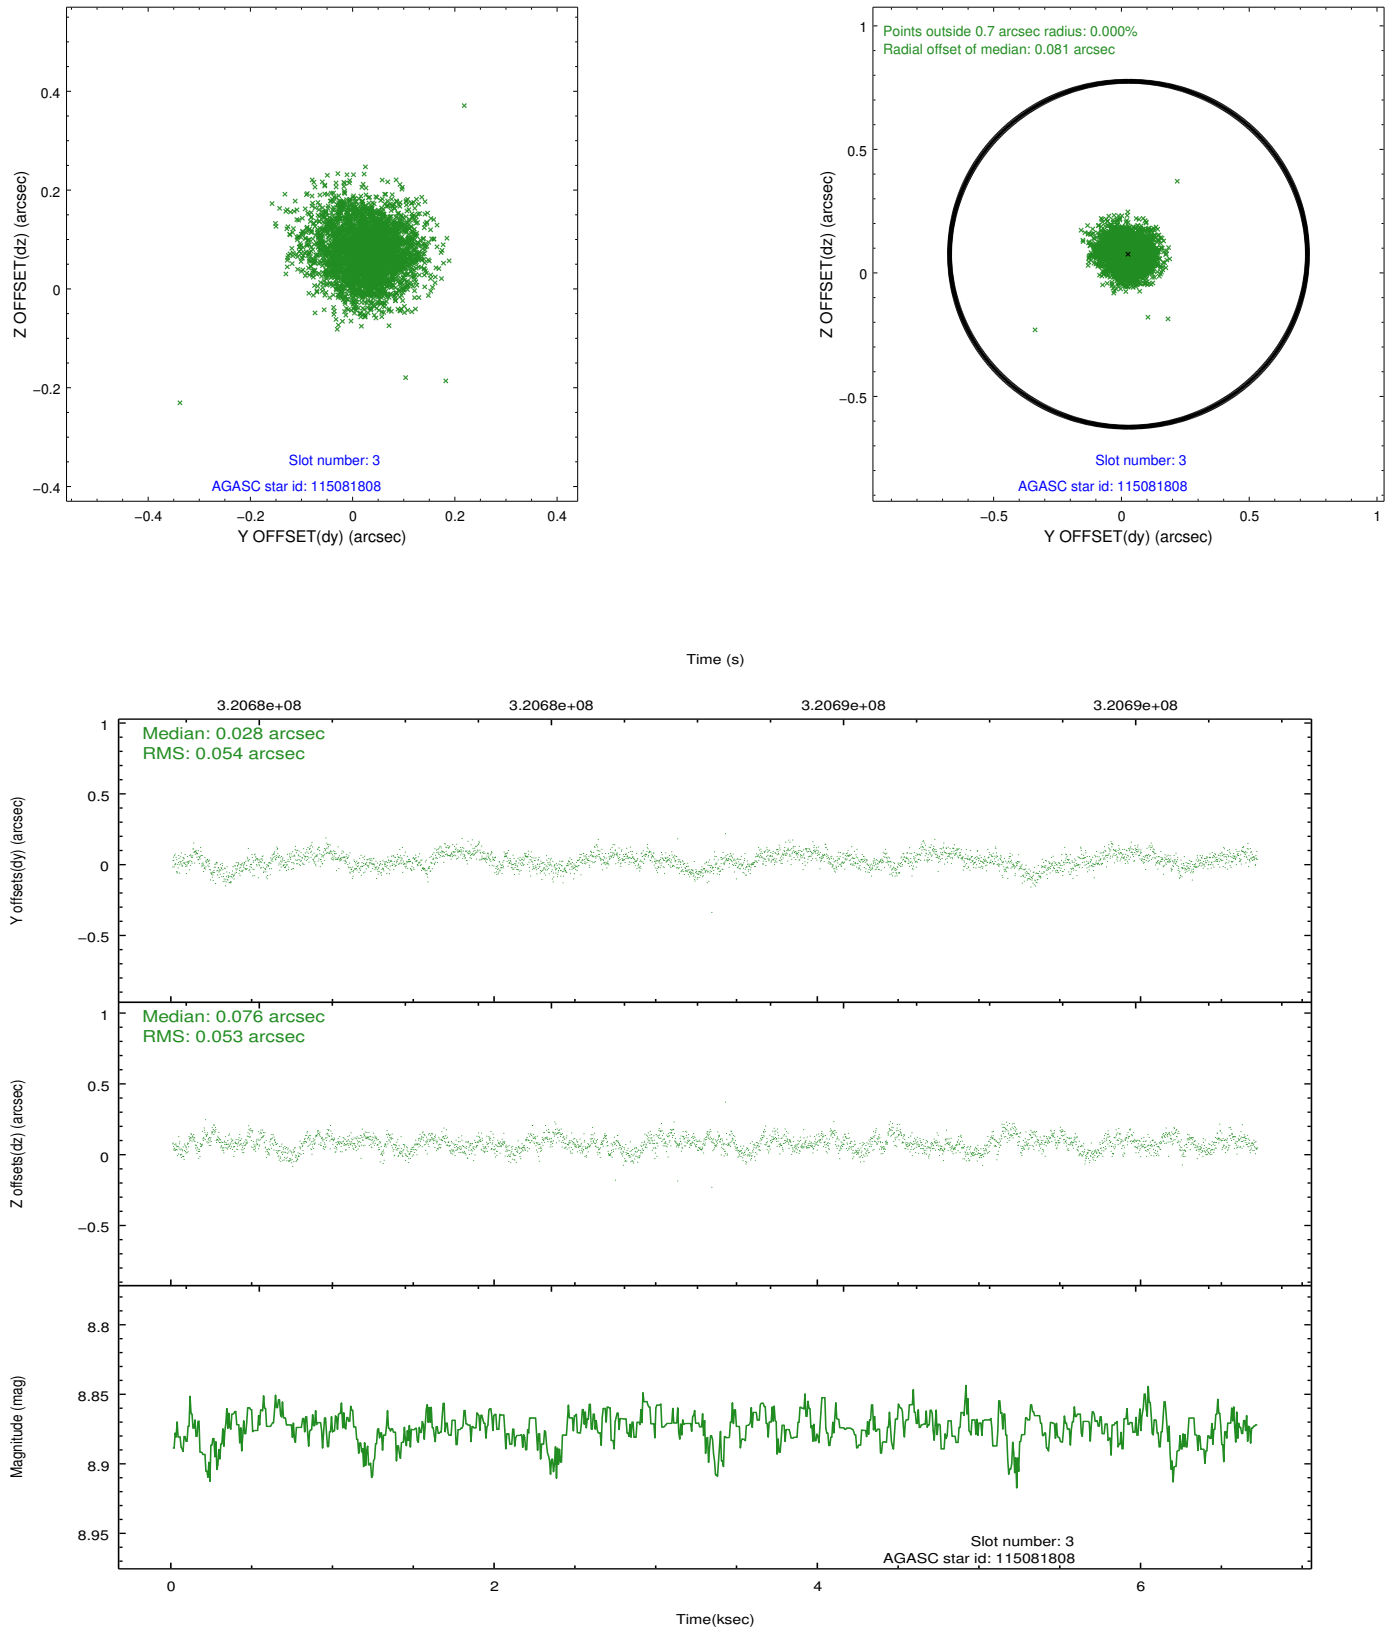 0.4
0.2
0
−0.2
−0.4
Z OFFSET(dz) (arcsec)
Slot number: 3
AGASC star id: 115081808
−0.4
−0.2
0
0.2
0.4
Y OFFSET(dy) (arcsec)
Points outside 0.7 arcsec radius: 0.000%
Radial offset of median: 0.081 arcsec
1
0.5
0
−0.5
Z OFFSET(dz) (arcsec)
Slot number: 3
AGASC star id: 115081808
−0.5
0
0.5
1
Y OFFSET(dy) (arcsec)
Time (s)
3.2068e+08
3.2068e+08
3.2069e+08
3.2069e+08
Median: 0.028 arcsec
RMS: 0.054 arcsec
1
0.5
0
−0.5
Y offsets(dy) (arcsec)
Median: 0.076 arcsec
RMS: 0.053 arcsec
1
0.5
0
−0.5
Z offsets(dz) (arcsec)
8.8
8.85
8.9
8.95
Magnitude (mag)
Slot number: 3
AGASC star id: 115081808
0
2
4
6
Time(ksec)